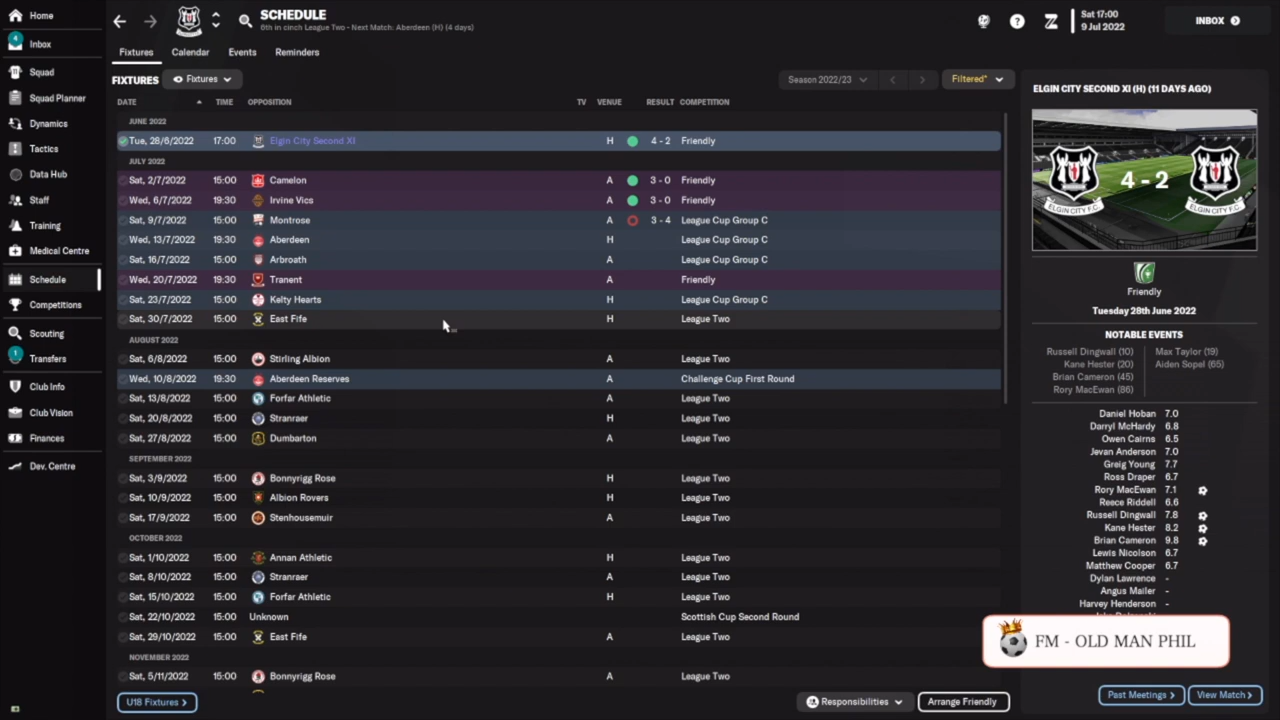 Home
4
Inbox
Squad
Squad Planner
Dynamics
Tactics
Data Hub
Staff
Training
Medical Centre
Schedule
Competitions
Scouting
1
Transfers
Club Info
Club Vision
Finances
Dev. Centre
SCHEDULE
6th in cinch League Two - Next Match: Aberdeen (H) (4 days)
?
Sat 17:00
9 Jul 2022
INBOX
Fixtures Calendar Events Reminders
FIXTURES Fixtures Season 2022/23 Filtered*
DATE TIME OPPOSITION TV VENUE RESULT COMPETITION
JUNE 2022
Tue, 28/6/2022 17:00 Elgin City Second XI H 4 - 2 Friendly
JULY 2022
Sat, 2/7/2022 15:00 Camelon A 3 - 0 Friendly
Wed, 6/7/2022 19:30 Irvine Vics A 3 - 0 Friendly
Sat, 9/7/2022 15:00 Montrose A 3 - 4 League Cup Group C
Wed, 13/7/2022 19:30 Aberdeen H League Cup Group C
Sat, 16/7/2022 15:00 Arbroath A League Cup Group C
Wed, 20/7/2022 19:30 Tranent A Friendly
Sat, 23/7/2022 15:00 Kelty Hearts H League Cup Group C
Sat, 30/7/2022 15:00 East Fife H League Two
AUGUST 2022
Sat, 6/8/2022 15:00 Stirling Albion A League Two
Wed, 10/8/2022 19:30 Aberdeen Reserves A Challenge Cup First Round
Sat, 13/8/2022 15:00 Forfar Athletic A League Two
Sat, 20/8/2022 15:00 Stranraer H League Two
Sat, 27/8/2022 15:00 Dumbarton A League Two
SEPTEMBER 2022
Sat, 3/9/2022 15:00 Bonnyrigg Rose H League Two
Sat, 10/9/2022 15:00 Albion Rovers H League Two
Sat, 17/9/2022 15:00 Stenhousemuir A League Two
OCTOBER 2022
Sat, 1/10/2022 15:00 Annan Athletic H League Two
Sat, 8/10/2022 15:00 Stranraer A League Two
Sat, 15/10/2022 15:00 Forfar Athletic H League Two
Sat, 22/10/2022 15:00 Unknown Scottish Cup Second Round
Sat, 29/10/2022 15:00 East Fife A League Two
NOVEMBER 2022
Sat, 5/11/2022 15:00 Bonnyrigg Rose A League Two
U18 Fixtures > Responsibilities Arrange Friendly
ELGIN CITY SECOND XI (H) (11 DAYS AGO)
4 - 2
ELGIN CITY F.C. ELGIN CITY F.C.
Friendly
Tuesday 28th June 2022
NOTABLE EVENTS
Russell Dingwall (10) Max Taylor (19)
Kane Hester (20) Aiden Sopel (65)
Brian Cameron (45)
Rory MacEwan (86)
Daniel Hoban 7.0
Darryl McHardy 6.8
Owen Cairns 6.5
Jevan Anderson 7.0
Greig Young 7.7
Ross Draper 6.7
Rory MacEwan 7.1
Reece Riddell 6.6
Russell Dingwall 7.8
Kane Hester 8.2
Brian Cameron 9.8
Lewis Nicolson 6.7
Matthew Cooper 6.7
Dylan Lawrence -
Angus Mailer -
Harvey Henderson -
FM - OLD MAN PHIL
Past Meetings > View Match >